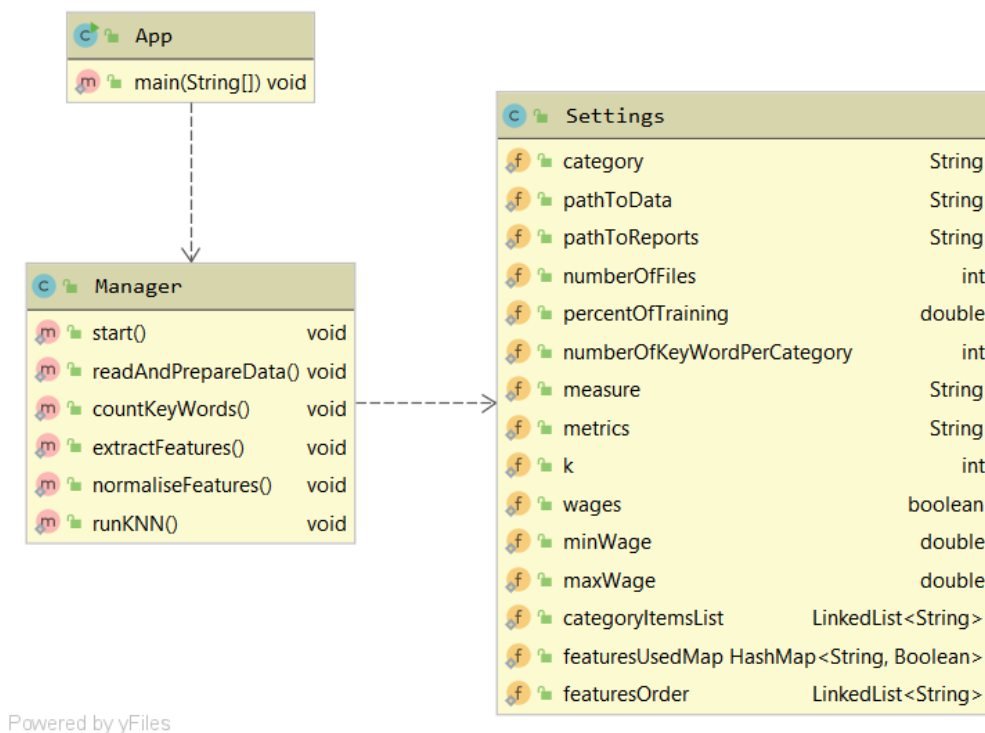 App
main(String[]) void
Manager
start() void
readAndPrepareData() void
countKeyWords() void
extractFeatures() void
normaliseFeatures() void
runKNN() void
Settings
category String
pathToData String
pathToReports String
numberOfFiles int
percentOfTraining double
numberOfKeyWordPerCategory int
measure String
metrics String
k int
wages boolean
minWage double
maxWage double
categoryItemsList LinkedList<String>
featuresUsedMap HashMap<String, Boolean>
featuresOrder LinkedList<String>
Powered by yFiles